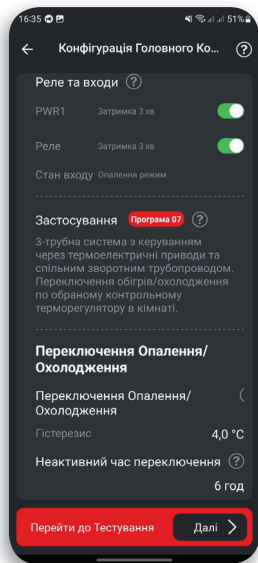 16:35 51%
Конфігурація Головного Ко... ?
Реле та входи ?
PWR1 Затримка 3 хв
Реле Затримка 3 хв
Стан входу Опалення режим
Застосування Програма 07 ?
3-трубна система з керуванням
через термоелектричні приводи та
спільним зворотним трубопроводом.
Переключення обігрів/охолодження
по обраному контрольному
терморегулятору в кімнаті.
Переключення Опалення/
Охолодження
Переключення Опалення/
Охолодження
Гістерезис 4,0 °C
Неактивний час переключення ?
6 год
Перейти до Тестування Далі